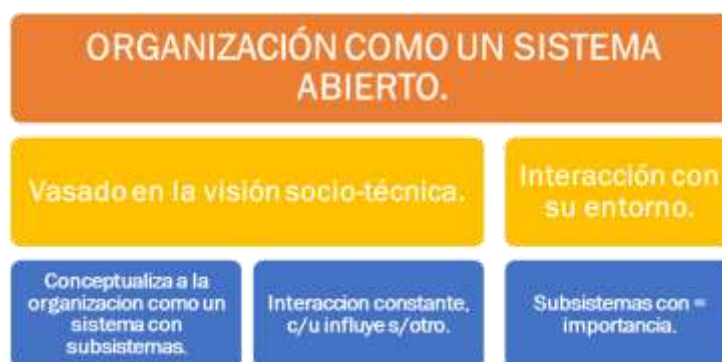 ORGANIZACIÓN COMO UN SISTEMA
ABIERTO.
Vasado en la visión socio-técnica.
Interacción con
su entorno.
Conceptualiza a la
organizacion como un
sistema con
subsistemas.
Interaccion constante,
c/u influye s/otro.
Subsistemas con =
importancia.